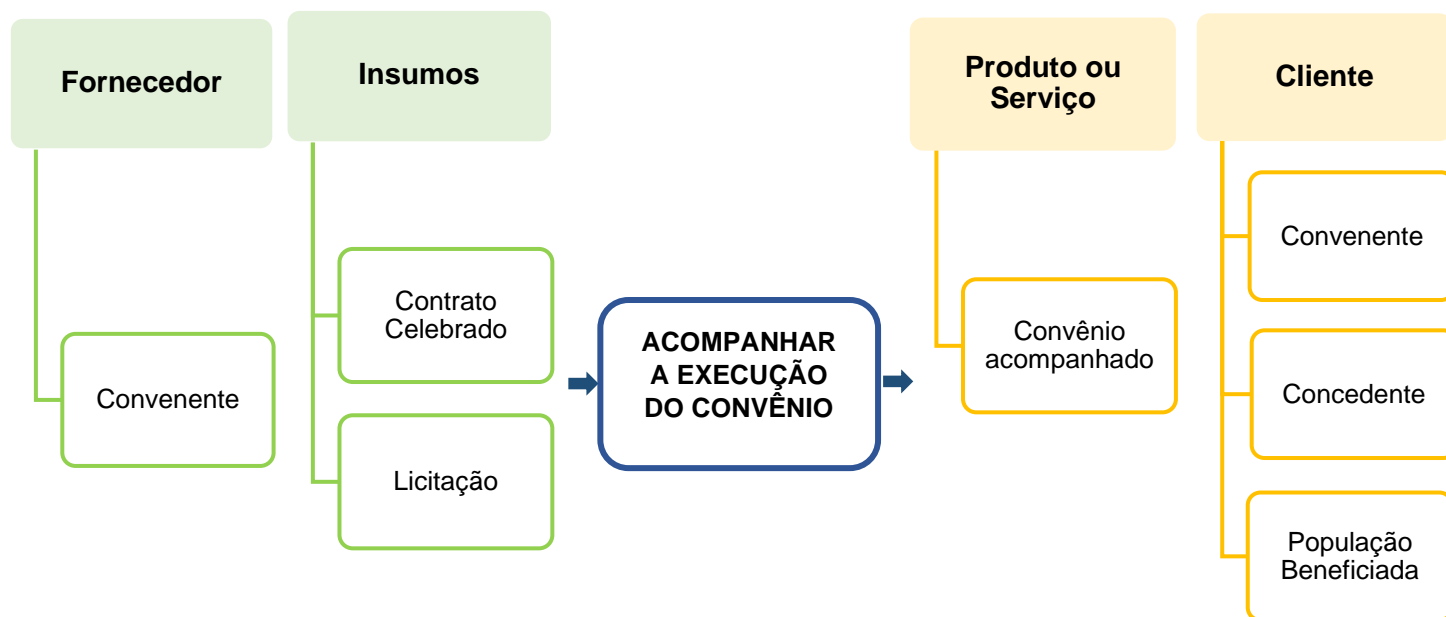 Fornecedor
Convenente
Insumos
Contrato
Celebrado
Licitação
ACOMPANHAR
A EXECUÇÃO
DO CONVÊNIO
Produto ou
Serviço
Convênio
acompanhado
Cliente
Convenente
Concedente
População
Beneficiada